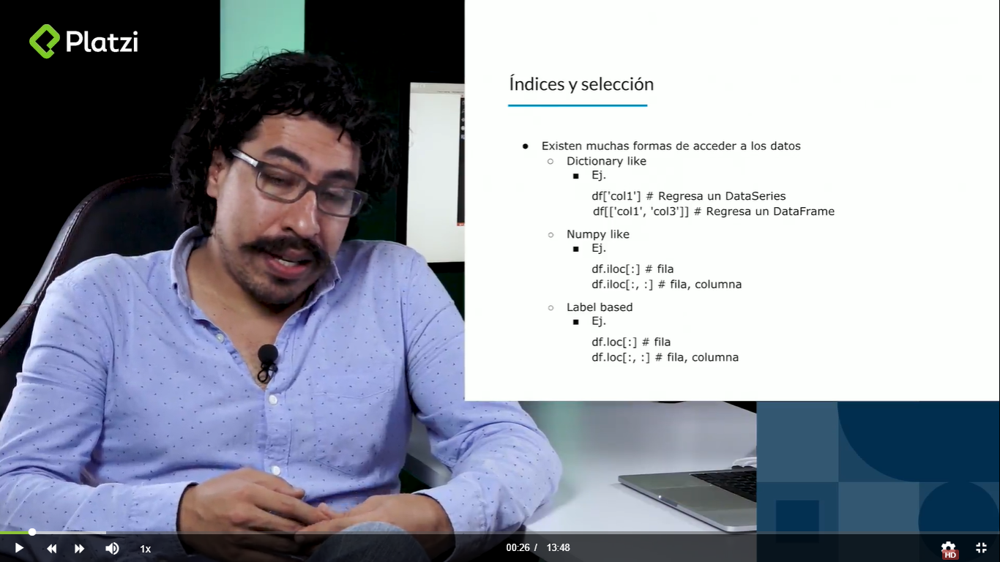 Platzi
Índices y selección
● Existen muchas formas de acceder a los datos
○ Dictionary like
■ Ej.
df['col1'] # Regresa un DataSeries
df[['col1', 'col3']] # Regresa un DataFrame
○ Numpy like
■ Ej.
df.iloc[:] # fila
df.iloc[:, :] # fila, columna
○ Label based
■ Ej.
df.loc[:] # fila
df.loc[:, :] # fila, columna
1x
00:26 / 13:48
HD